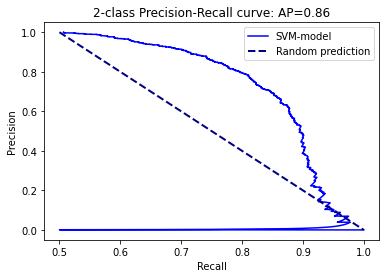 2-class Precision-Recall curve: AP=0.86
SVM-model
Random prediction
Precision
1.0
0.8
0.6
0.4
0.2
0.0
0.5 0.6 0.7 0.8 0.9 1.0
Recall